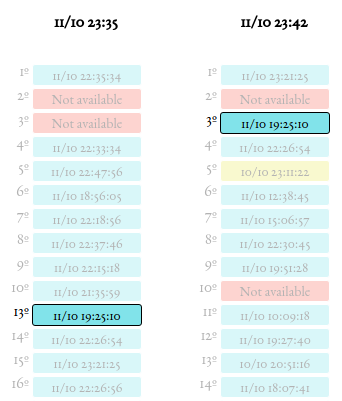 11/10 23:35 11/10 23:42
1º 11/10 22:35:34 1º 11/10 23:21:25
2º Not available 2º Not available
3º Not available 3º 11/10 19:25:10
4º 11/10 22:33:34 4º 11/10 22:26:54
5º 11/10 22:47:56 5º 10/10 23:11:22
6º 11/10 18:56:05 6º 11/10 12:38:45
7º 11/10 22:18:56 7º 11/10 15:06:57
8º 11/10 22:37:46 8º 11/10 22:30:45
9º 11/10 22:15:18 9º 11/10 19:51:28
10º 11/10 21:35:59 10º Not available
13º 11/10 19:25:10 11º 11/10 10:09:18
14º 11/10 22:26:54 12º 11/10 19:27:40
15º 11/10 23:21:25 13º 11/10 20:51:16
16º 11/10 22:26:56 14º 11/10 18:07:41